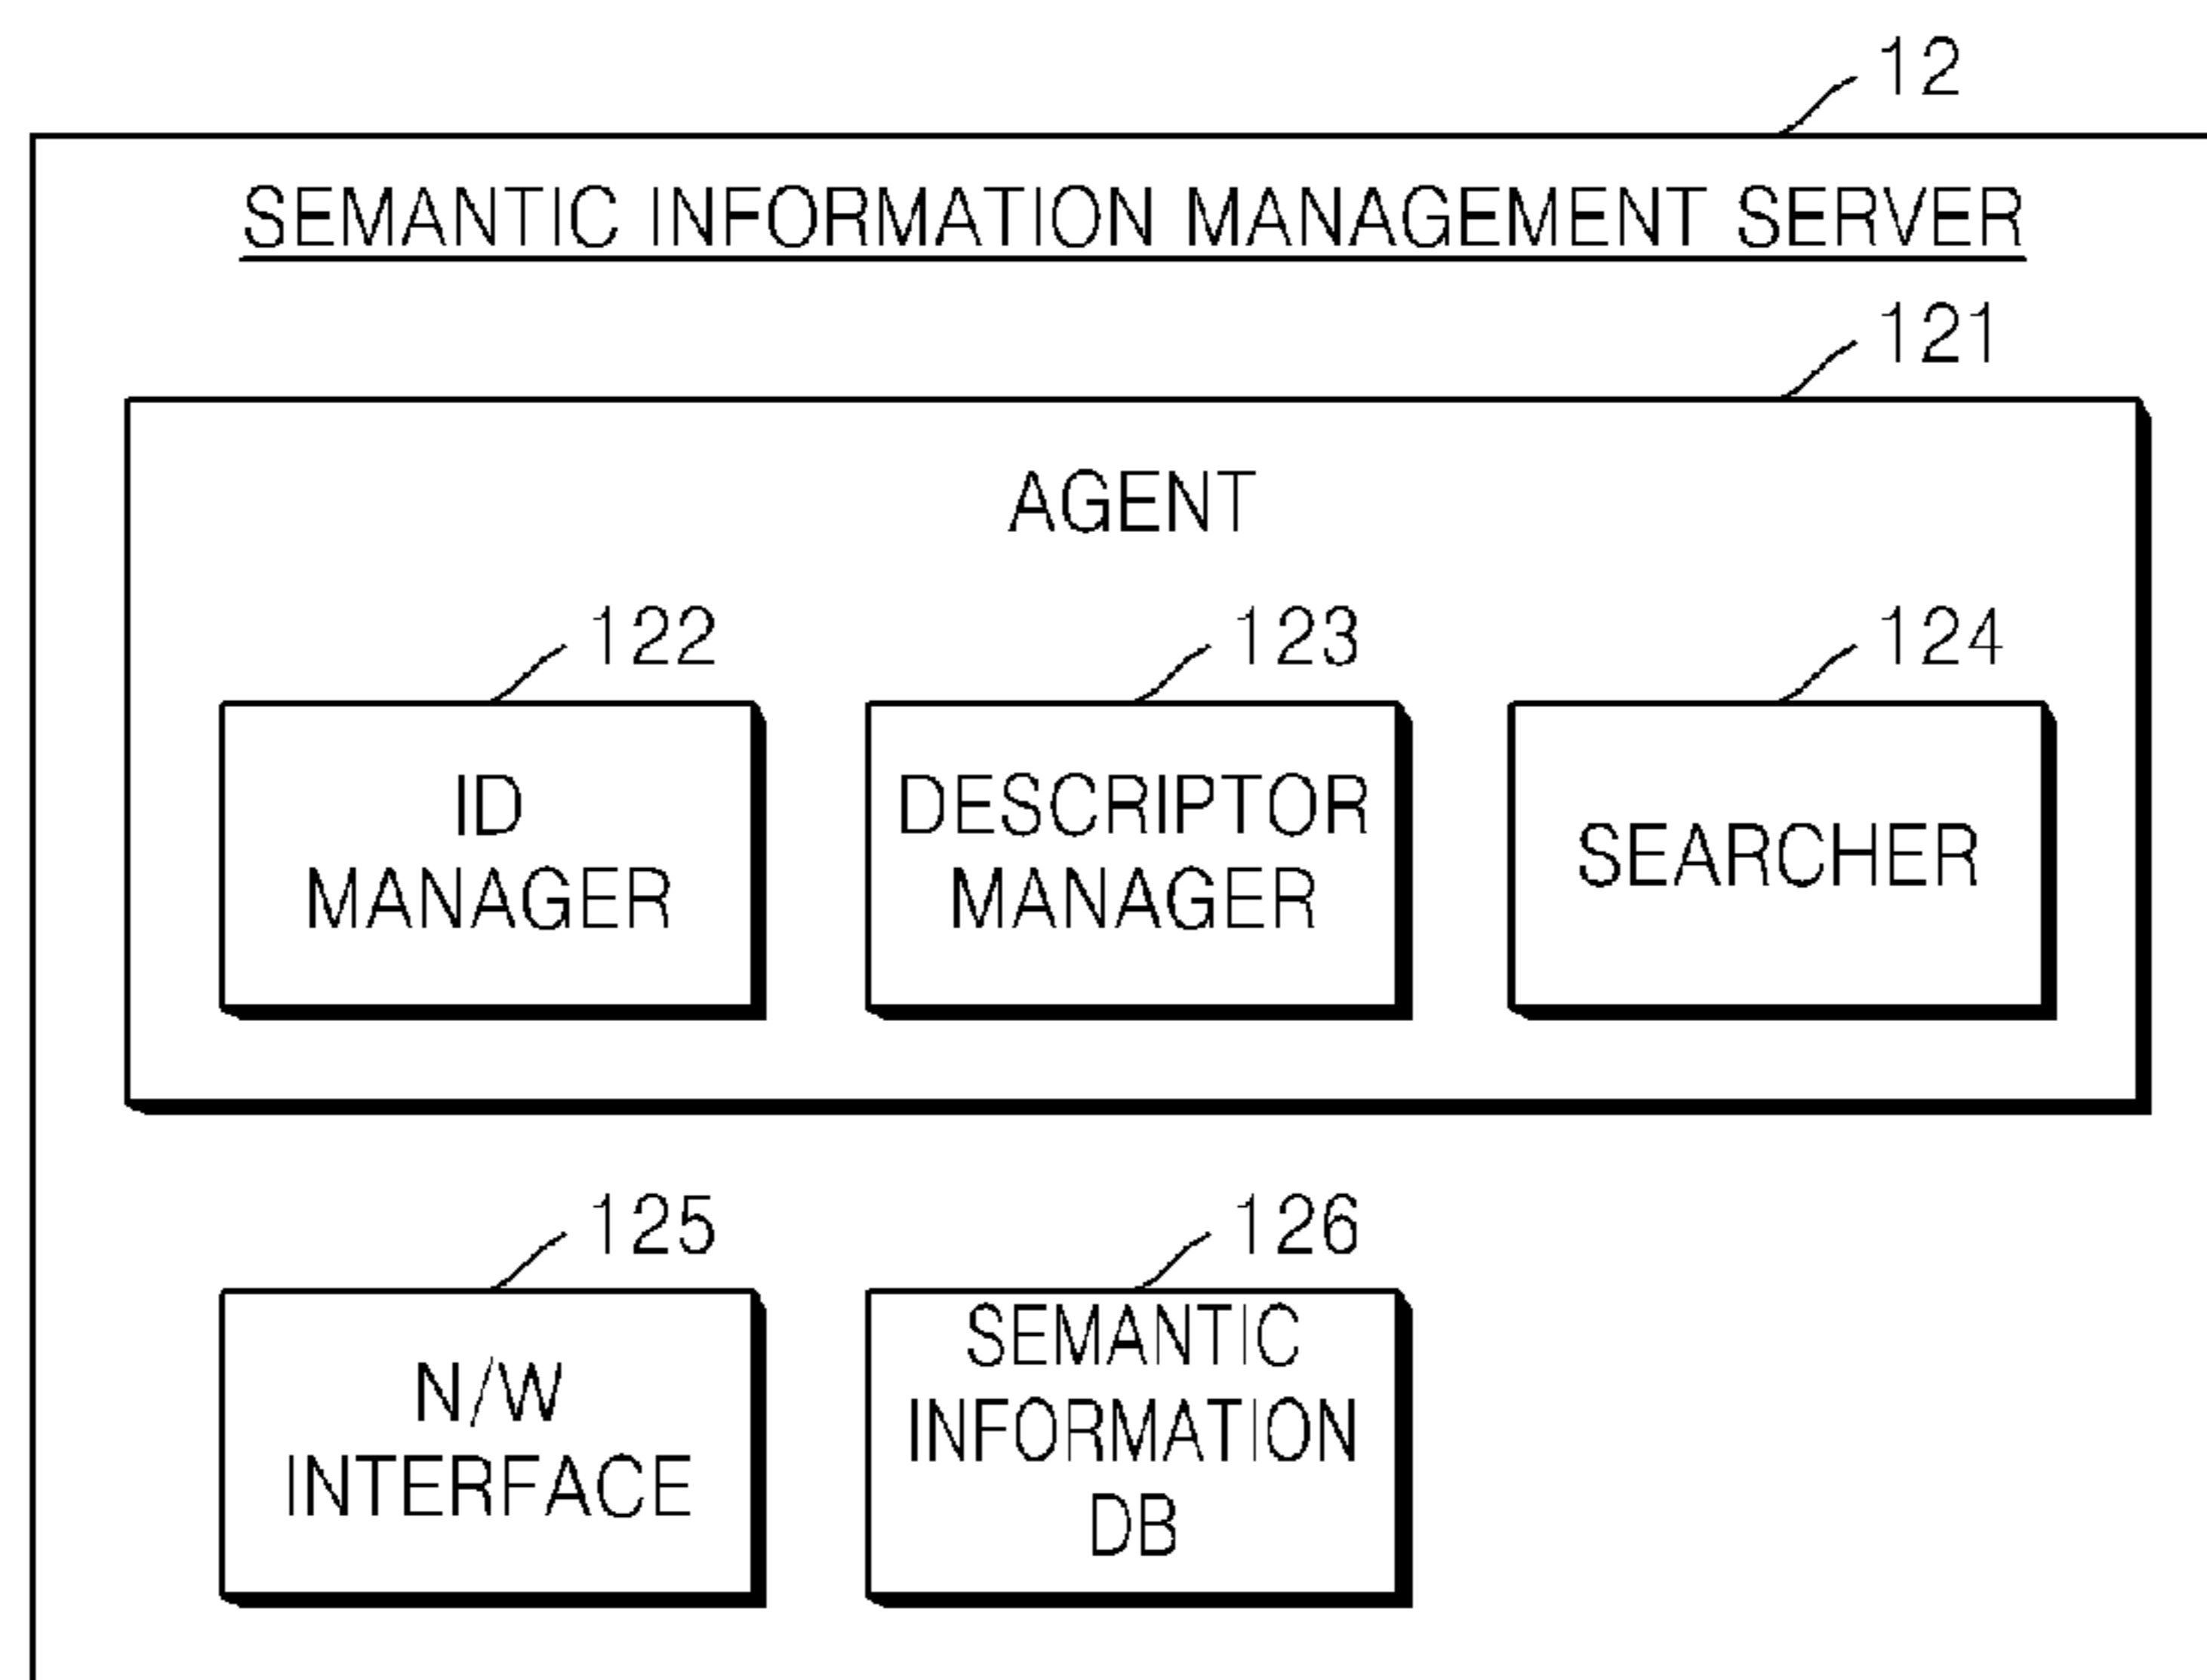 12
SEMANTIC INFORMATION MANAGEMENT SERVER
121
AGENT
122
123
124
ID
MANAGER
DESCRIPTOR
MANAGER
SEARCHER
125
126
N/W
INTERFACE
SEMANTIC
INFORMATION
DB